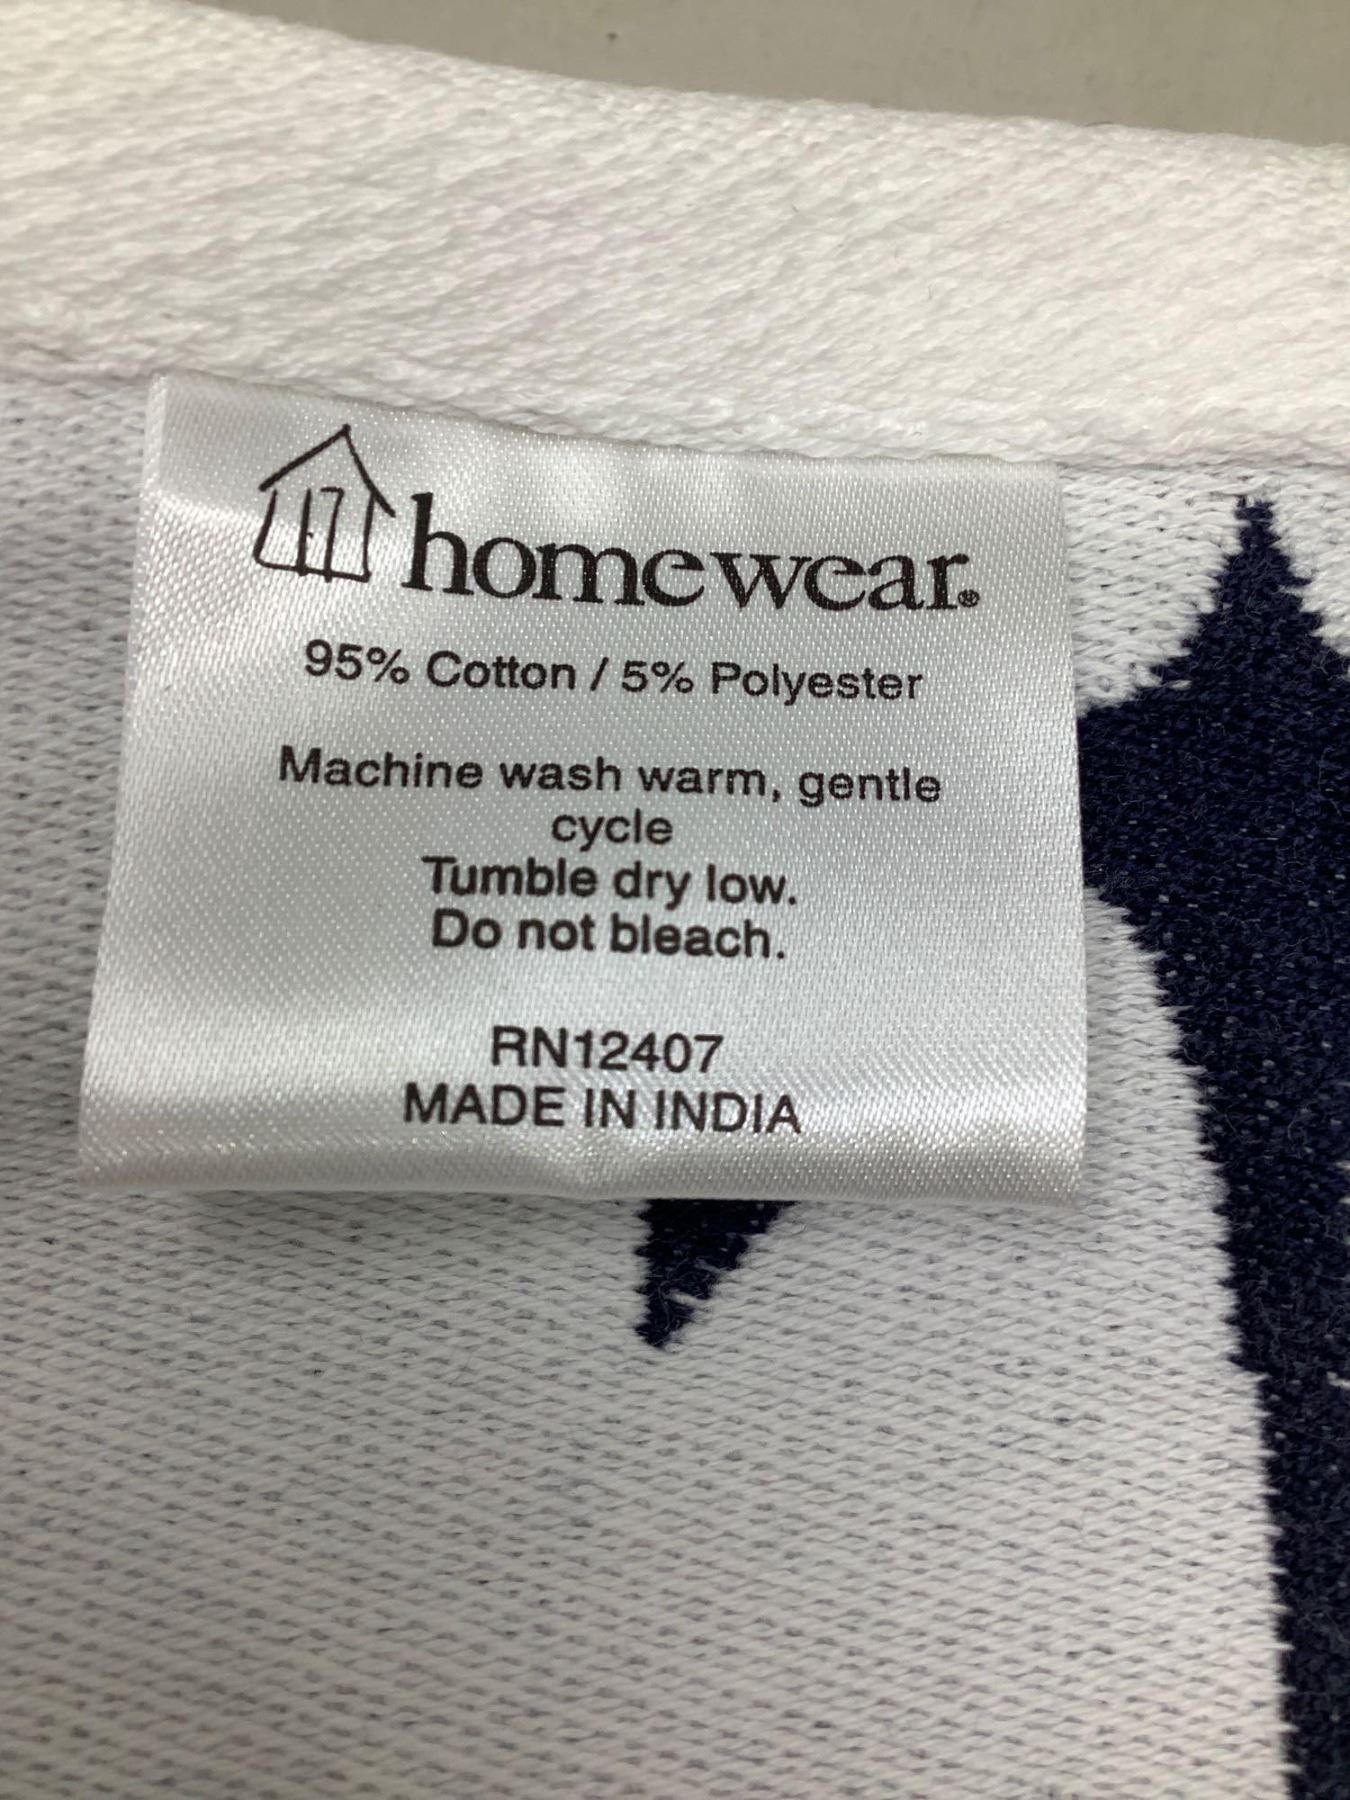 homewear®
95% Cotton / 5% Polyester
Machine wash warm, gentle
cycle
Tumble dry low.
Do not bleach.
RN12407
MADE IN INDIA